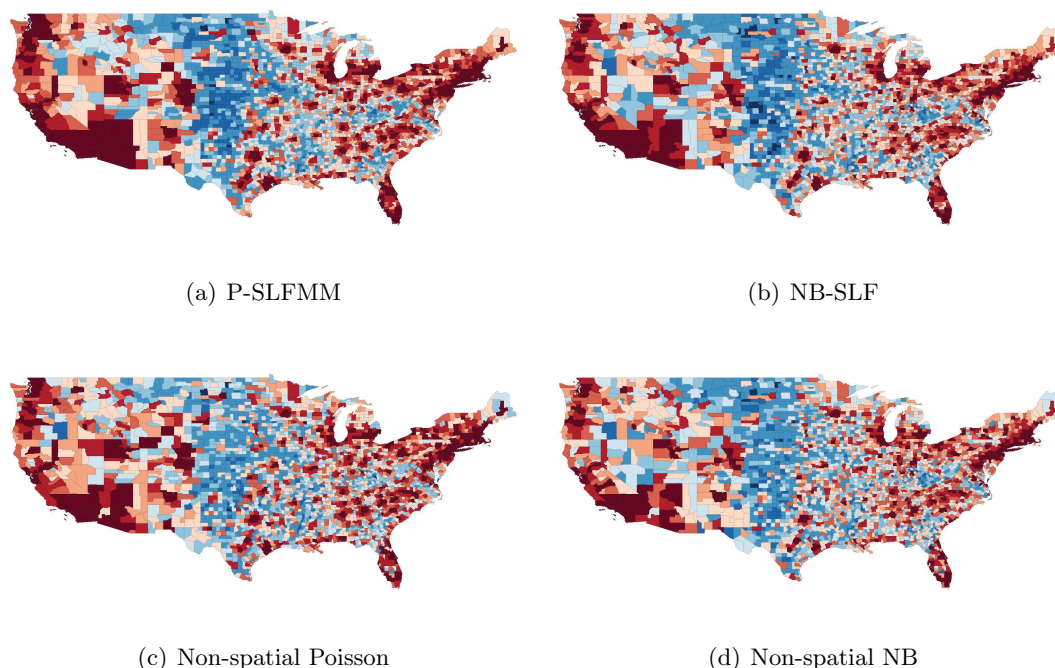 (a) P-SLFMM
(b) NB-SLF
(c) Non-spatial Poisson
(d) Non-spatial NB